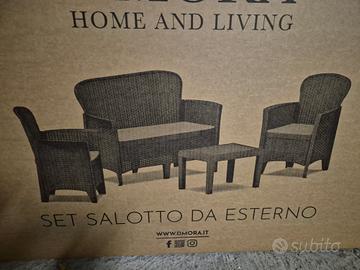 HOME AND LIVING
SET SALOTTO DA ESTERNO
WWW.DMORA.IT
subito